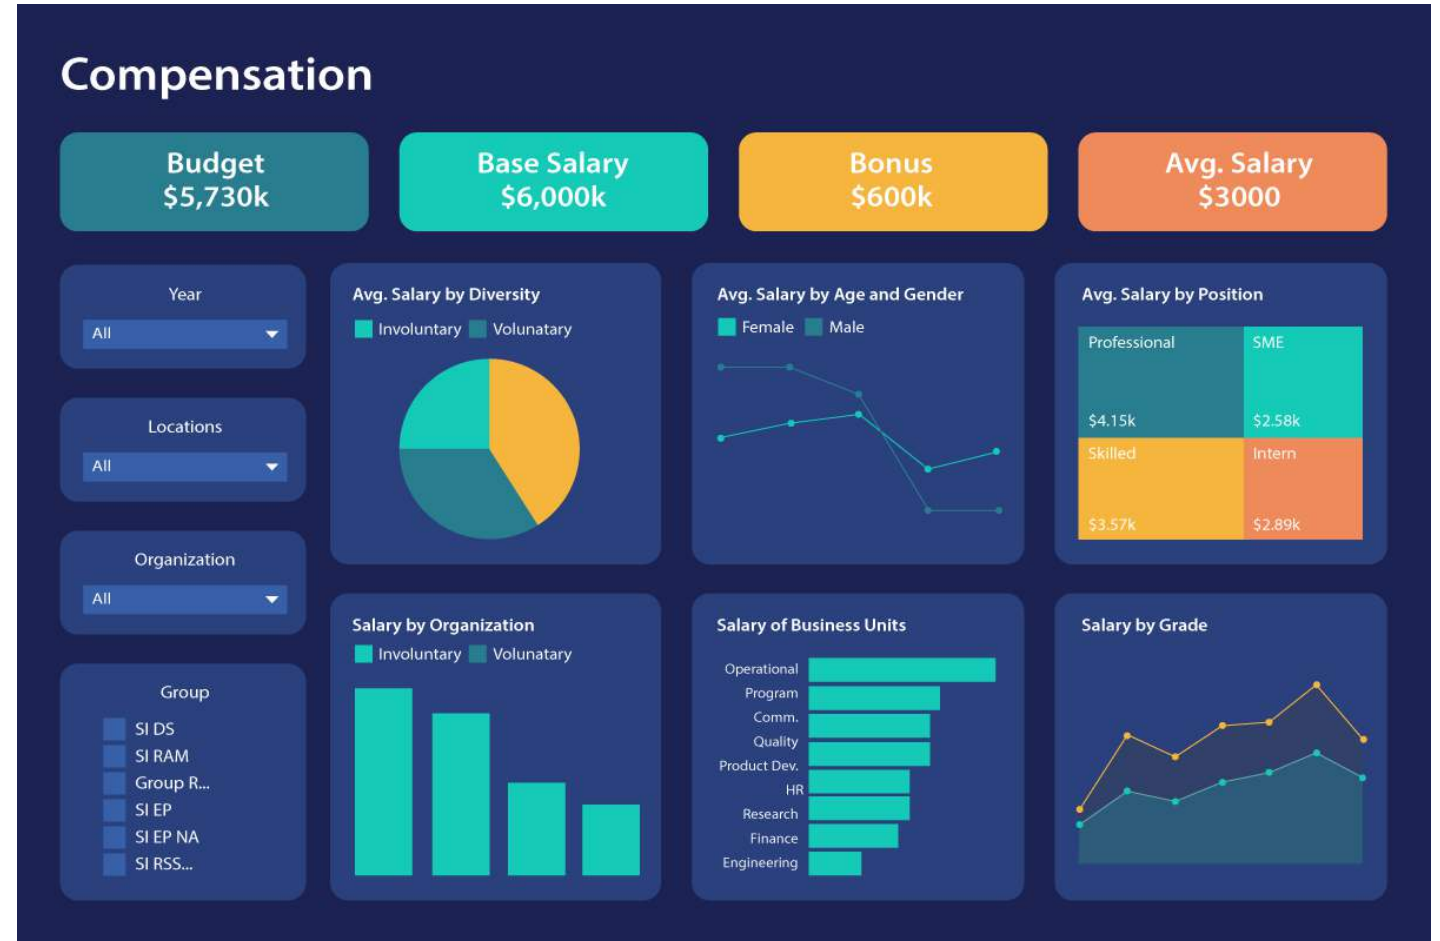 Compensation
Budget
$5,730k
Base Salary
$6,000k
Bonus
$600k
Avg. Salary
$3000
Year
All
Locations
All
Organization
All
Group
SI DS
SI RAM
Group R...
SI EP
SI EP NA
SI RSS...
Avg. Salary by Diversity
Involuntary Volunatary
Avg. Salary by Age and Gender
Female Male
Avg. Salary by Position
Professional SME
$4.15k $2.58k
Skilled Intern
$3.57k $2.89k
Salary by Organization
Involuntary Volunatary
Salary of Business Units
Operational
Program
Comm.
Quality
Product Dev.
HR
Research
Finance
Engineering
Salary by Grade